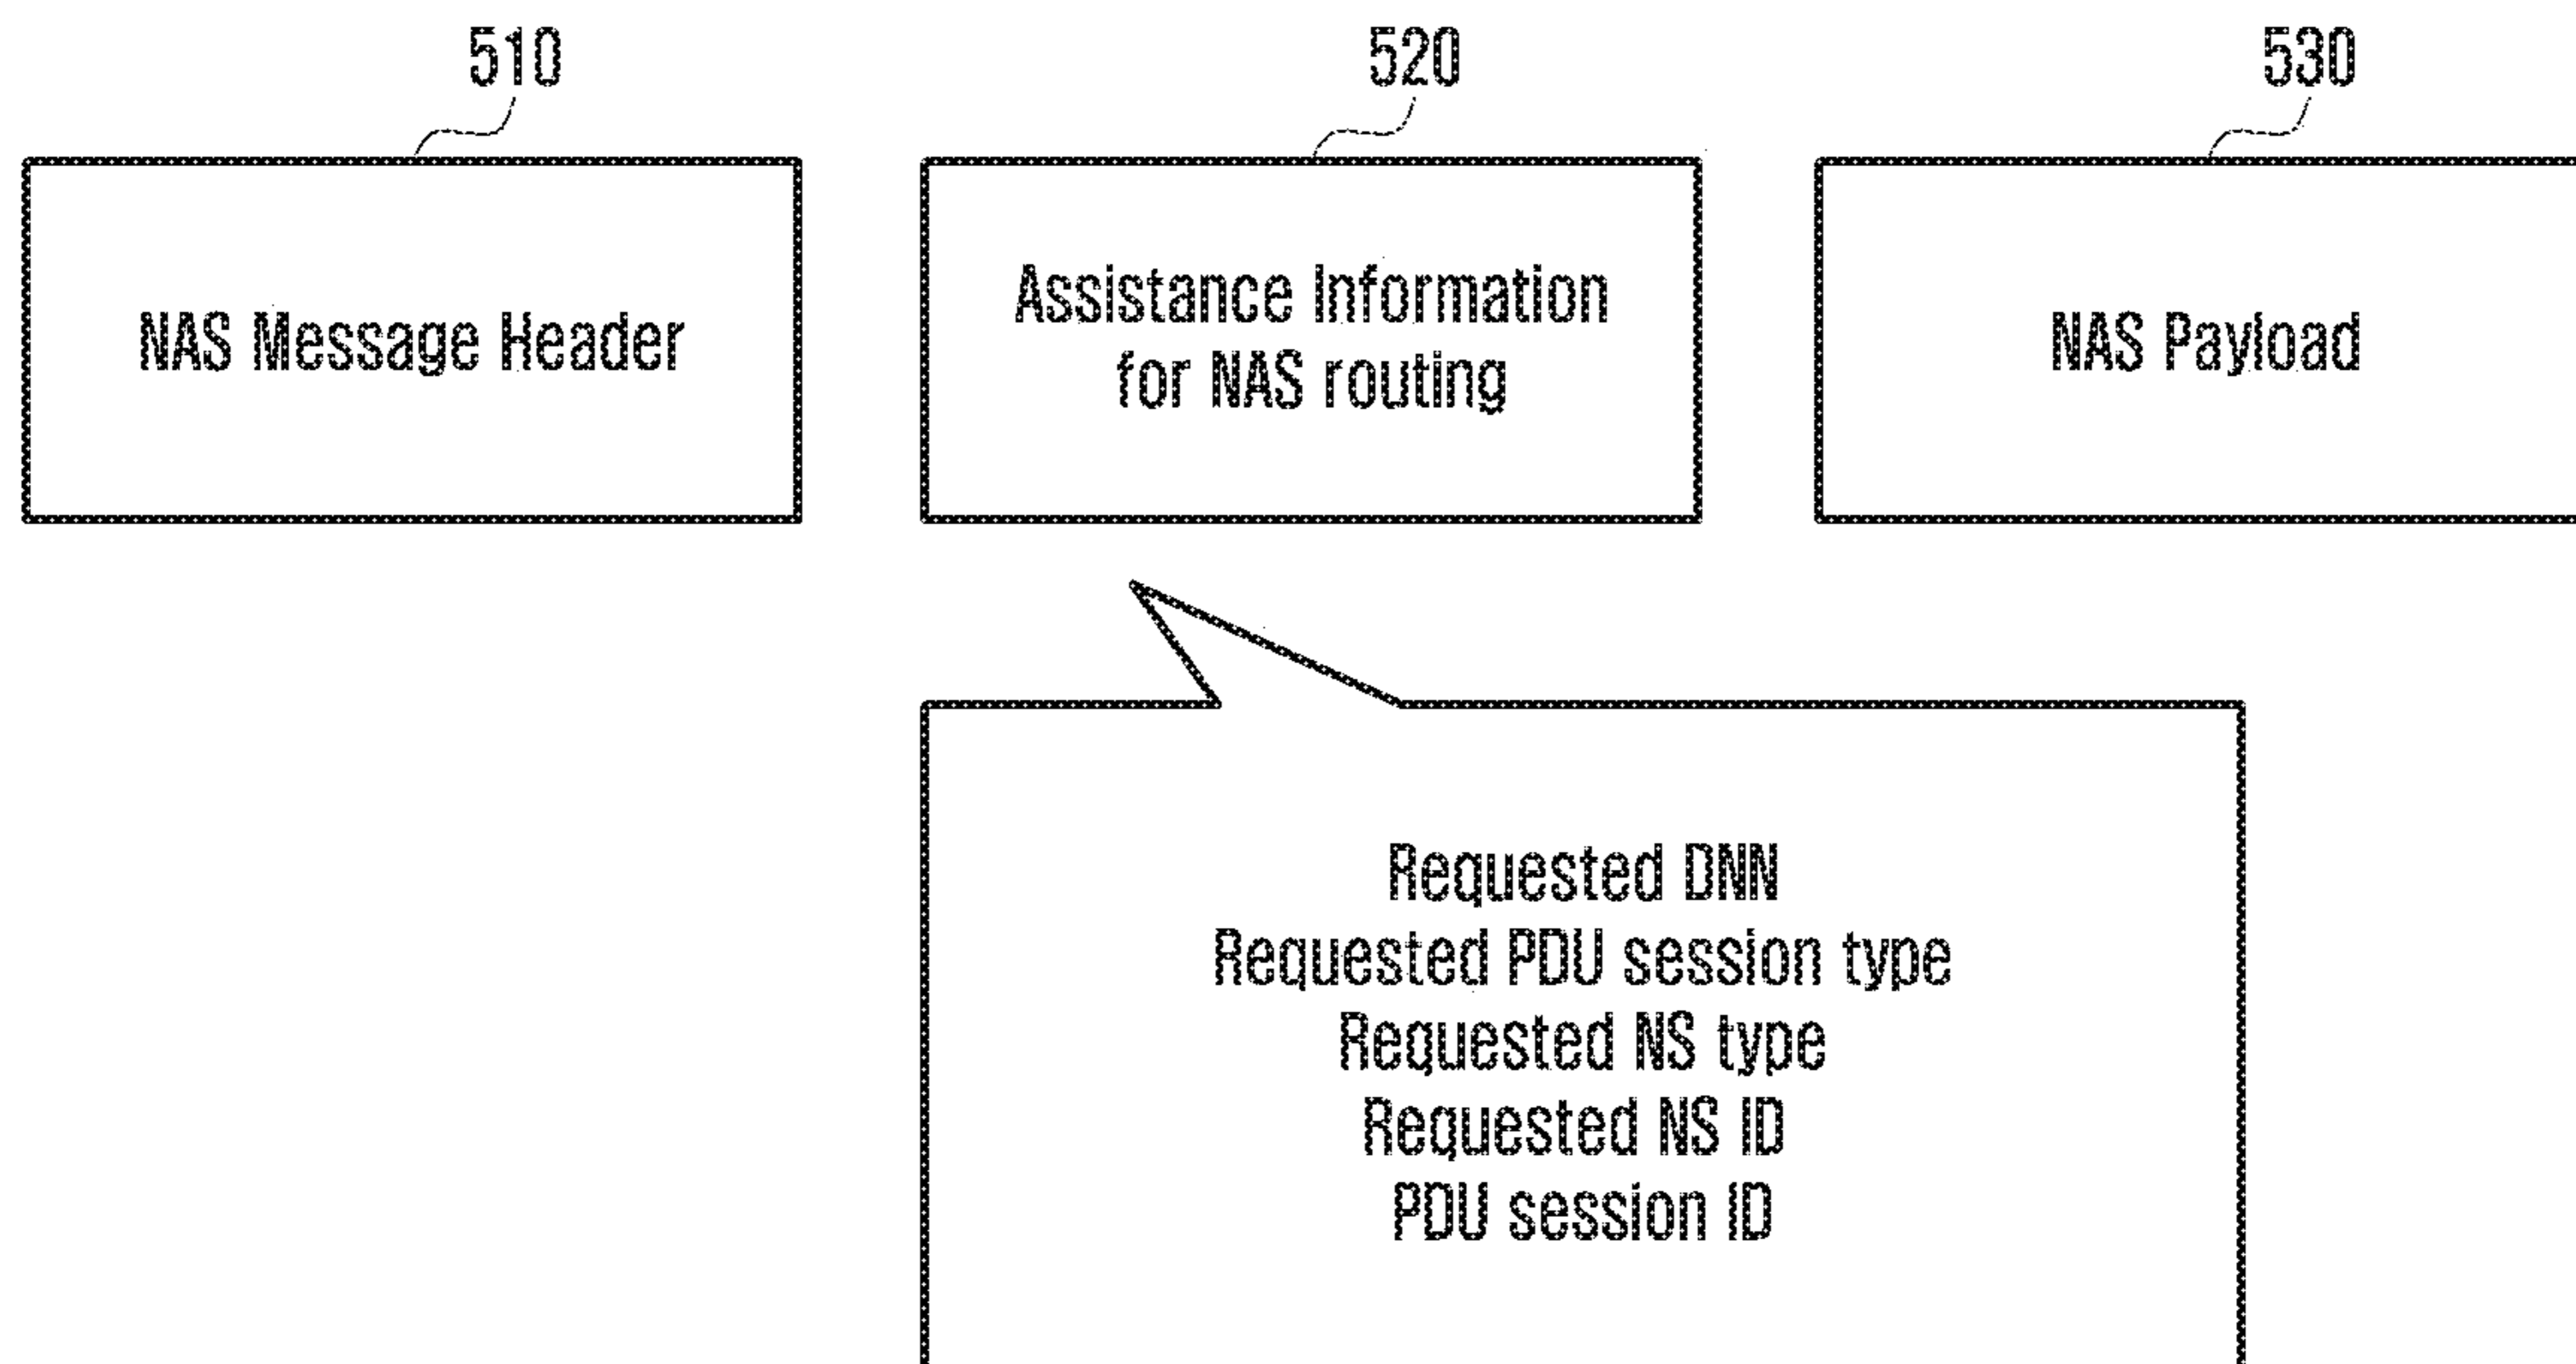 510
520
530
NAS Message Header
Assistance Information
for NAS routing
NAS Payload
Requested DNN
Requested PDU session type
Requested NS type
Requested NS ID
PDU session ID